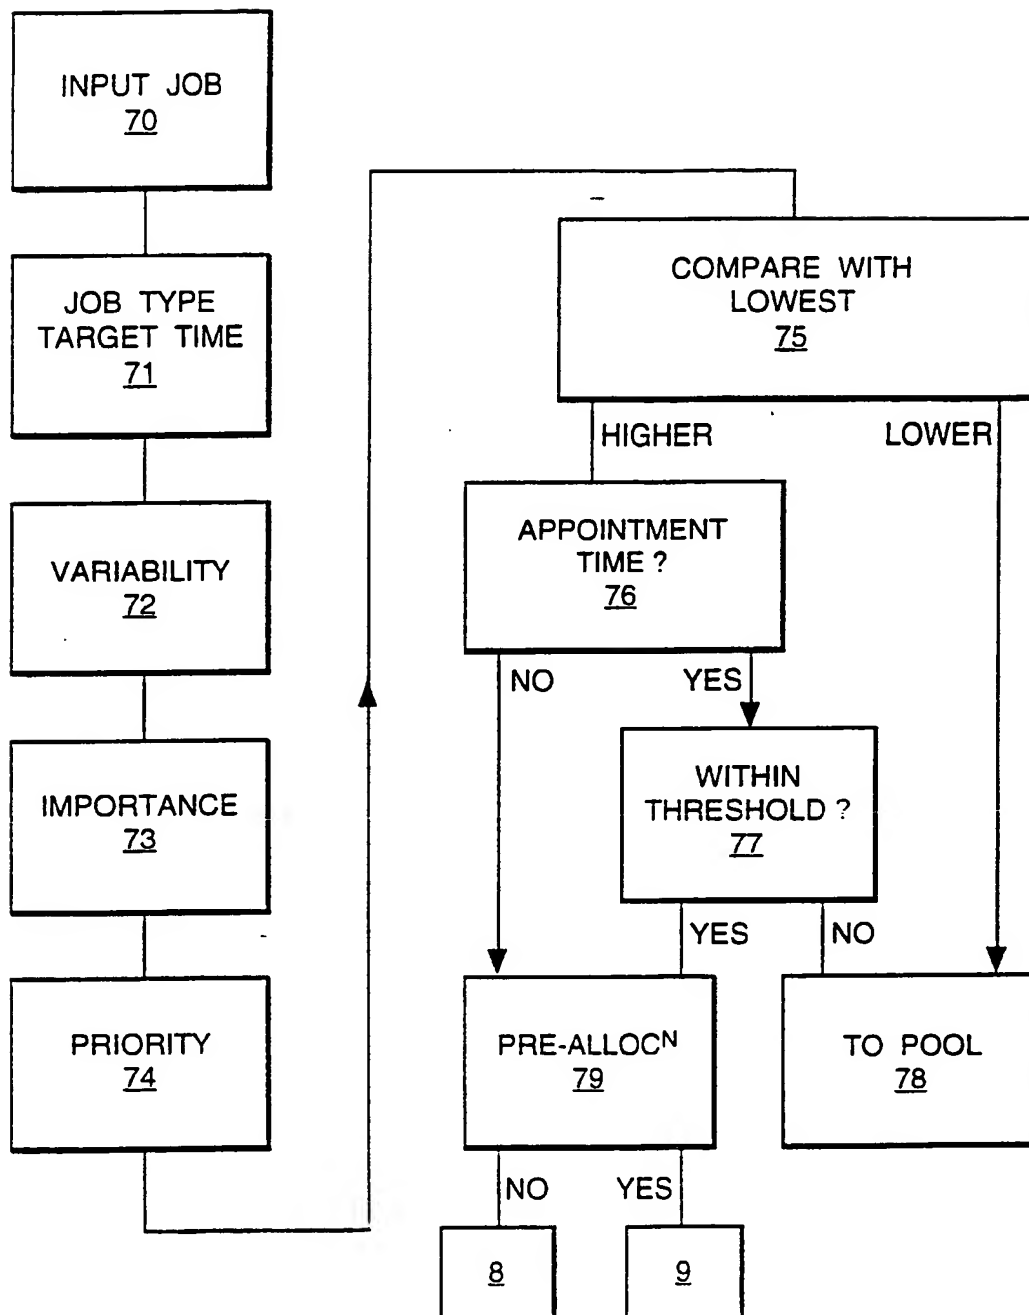 INPUT JOB
70
JOB TYPE
TARGET TIME
71
VARIABILITY
72
IMPORTANCE
73
PRIORITY
74
COMPARE WITH
LOWEST
75
HIGHER
LOWER
APPOINTMENT
TIME ?
76
NO
YES
WITHIN
THRESHOLD ?
77
YES
NO
PRE-ALLOCN
79
TO POOL
78
NO
YES
8
9